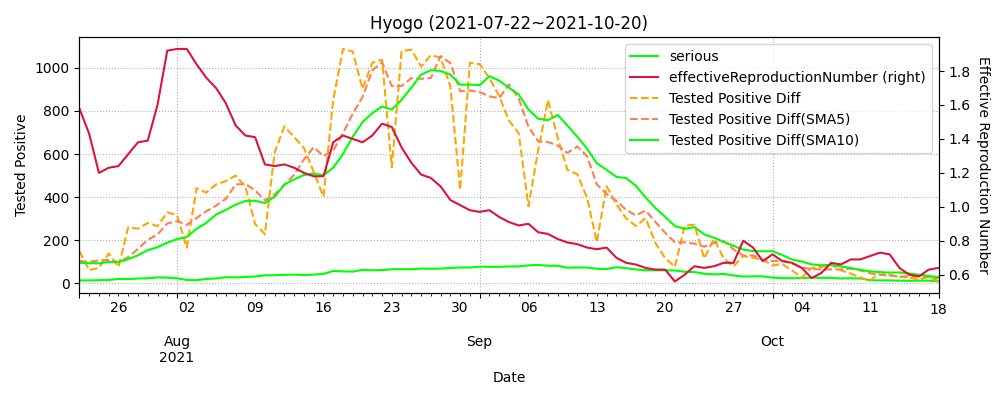 Hyogo (2021-07-22~2021-10-20)
serious
effectiveReproductionNumber (right)
Tested Positive Diff
Tested Positive Diff(SMA5)
Tested Positive Diff(SMA10)
Tested Positive
1000
800
600
400
200
0
1.8
1.6
1.4
1.2
1.0
0.8
0.6
Effective Reproduction Number
26 02 09 16 23 30 06 13 20 27 04 11 18
Aug Sep Oct
2021
Date